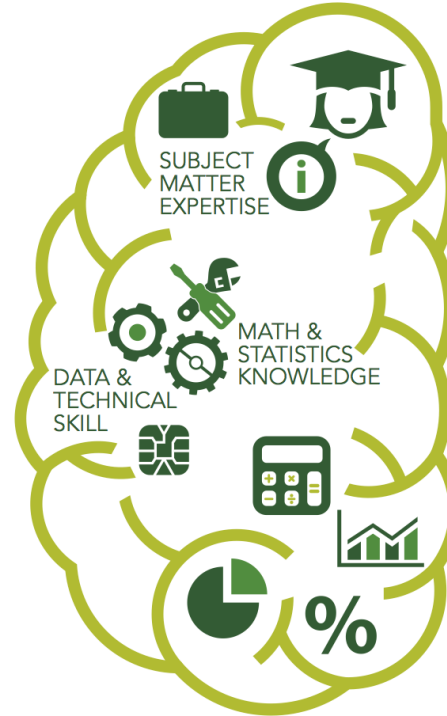 SUBJECT
MATTER
EXPERTISE
i
MATH &
STATISTICS
KNOWLEDGE
DATA &
TECHNICAL
SKILL
+ ×
− ÷ =
%